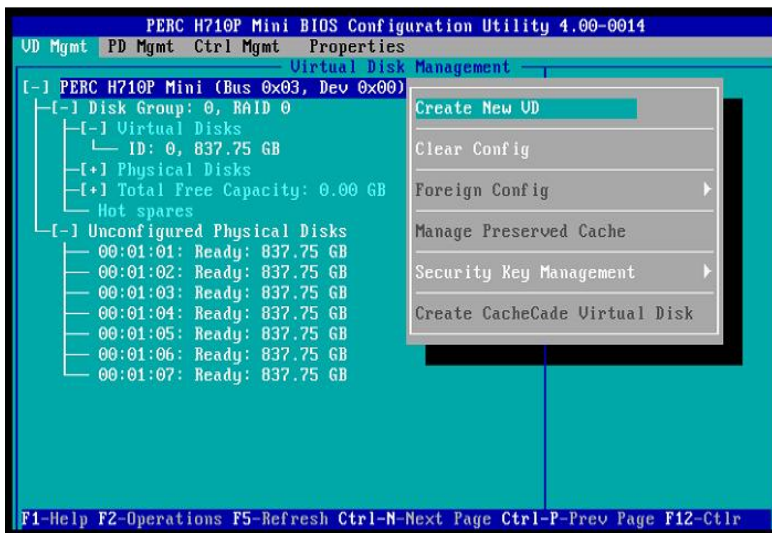 PERC H710P Mini BIOS Configuration Utility 4.00-0014
VD Mgmt PD Mgmt Ctrl Mgmt Properties
Virtual Disk Management
[-] PERC H710P Mini (Bus 0x03, Dev 0x00)
[-] Disk Group: 0, RAID 0
[-] Virtual Disks
ID: 0, 837.75 GB
[+] Physical Disks
[+] Total Free Capacity: 0.00 GB
Hot spares
[-] Unconfigured Physical Disks
00:01:01: Ready: 837.75 GB
00:01:02: Ready: 837.75 GB
00:01:03: Ready: 837.75 GB
00:01:04: Ready: 837.75 GB
00:01:05: Ready: 837.75 GB
00:01:06: Ready: 837.75 GB
00:01:07: Ready: 837.75 GB
Create New VD
Clear Config
Foreign Config
Manage Preserved Cache
Security Key Management
Create CacheCade Virtual Disk
F1-Help F2-Operations F5-Refresh Ctrl-N-Next Page Ctrl-P-Prev Page F12-Ctlr